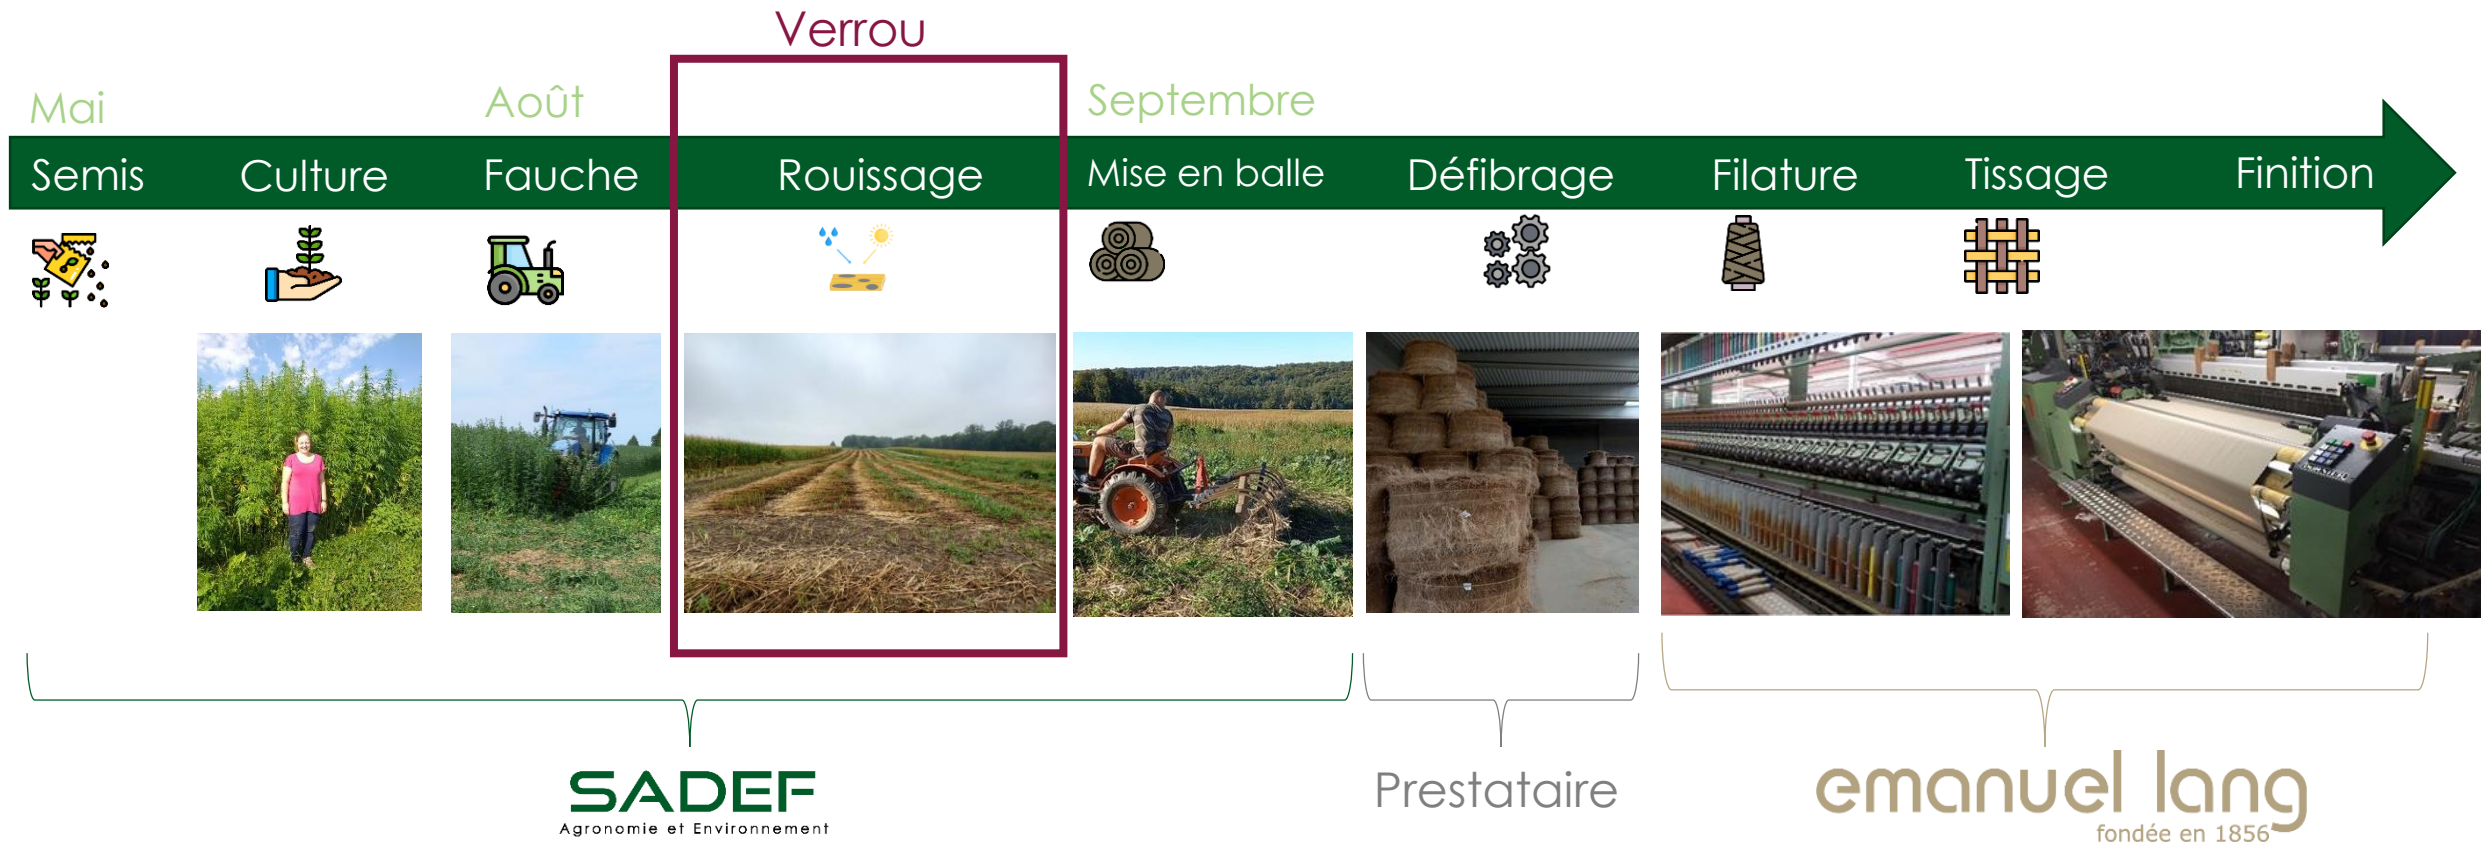 Verrou
Mai
Août
Septembre
Semis
Culture
Fauche
Rouissage
Mise en balle
Défibrage
Filature
Tissage
Finition
SADEF
Agronomie et Environnement
Prestataire
emanuel lang
fondée en 1856